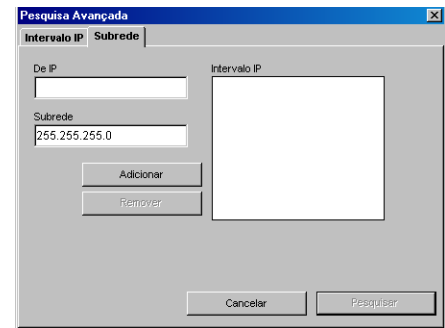 Pesquisa Avançada
Intervalo IP Subrede
De IP
Intervalo IP
Subrede
255.255.255.0
Adicionar
Remover
Cancelar Pesquisar